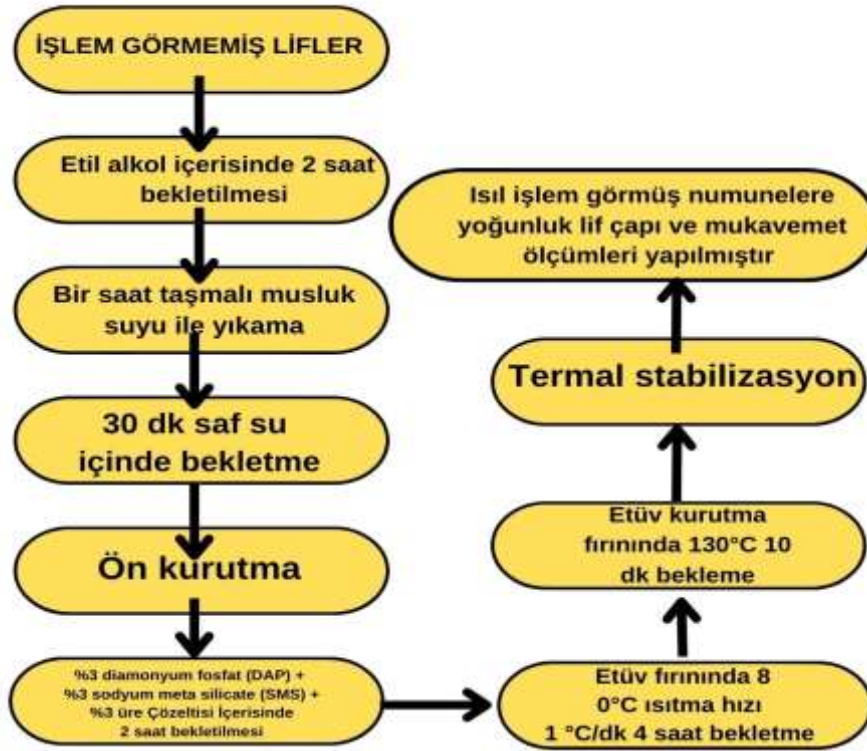 İŞLEM GÖRMEMİŞ LİFLER
Etil alkol içerisinde 2 saat
bekletilmesi
Bir saat taşmalı musluk
suyu ile yıkama
30 dk saf su
içinde bekletme
Ön kurutma
%3 diamonyum fosfat (DAP) +
%3 sodyum meta silicate (SMS) +
%3 üre Çözeltisi İçerisinde
2 saat bekletilmesi
Etüv fırınında 8
0°C ısıtma hızı
1 °C/dk 4 saat bekletme
Etüv kurutma
fırınında 130°C 10
dk bekleme
Termal stabilizasyon
Isıl işlem görmüş numunelere
yoğunluk lif çapı ve mukavemet
ölçümleri yapılmıştır